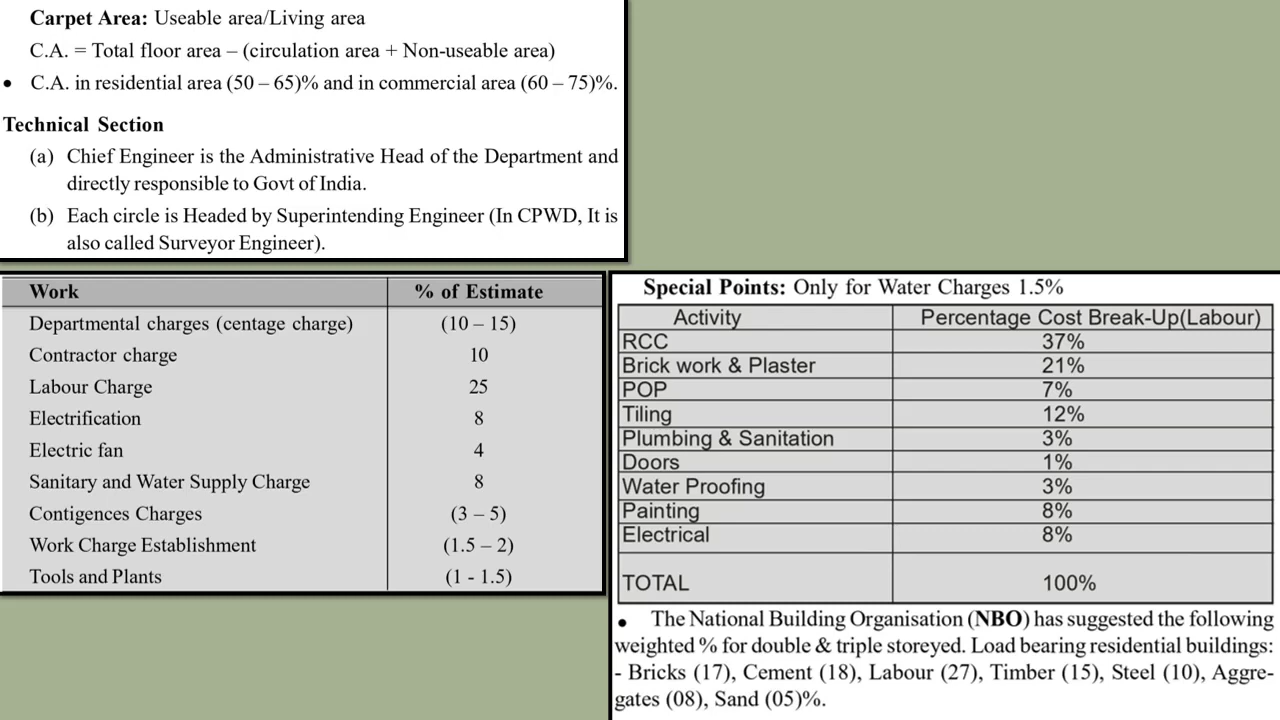 Carpet Area: Useable area/Living area
C.A. = Total floor area – (circulation area + Non-useable area)
• C.A. in residential area (50 – 65)% and in commercial area (60 – 75)%.
Technical Section
(a) Chief Engineer is the Administrative Head of the Department and
directly responsible to Govt of India.
(b) Each circle is Headed by Superintending Engineer (In CPWD, It is
also called Surveyor Engineer).
Work % of Estimate
Departmental charges (centage charge) (10 – 15)
Contractor charge 10
Labour Charge 25
Electrification 8
Electric fan 4
Sanitary and Water Supply Charge 8
Contigences Charges (3 – 5)
Work Charge Establishment (1.5 – 2)
Tools and Plants (1 - 1.5)
Special Points: Only for Water Charges 1.5%
Activity Percentage Cost Break-Up(Labour)
RCC 37%
Brick work & Plaster 21%
POP 7%
Tiling 12%
Plumbing & Sanitation 3%
Doors 1%
Water Proofing 3%
Painting 8%
Electrical 8%
TOTAL 100%
• The National Building Organisation (NBO) has suggested the following
weighted % for double & triple storeyed. Load bearing residential buildings:
- Bricks (17), Cement (18), Labour (27), Timber (15), Steel (10), Aggre-
gates (08), Sand (05)%.